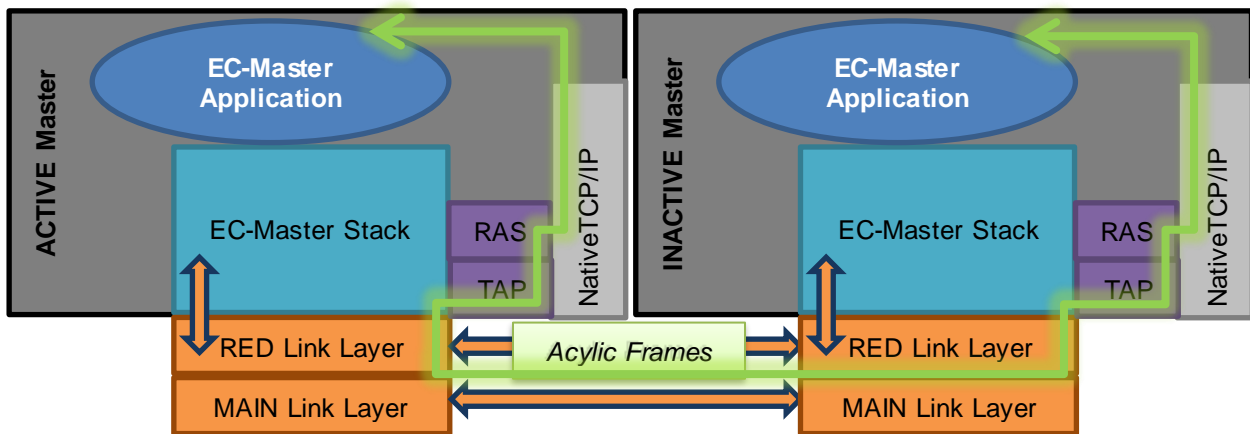 ACTIVE Master
EC-Master
Application
EC-Master Stack
RAS
TAP
NativeTCP/IP
RED Link Layer
MAIN Link Layer
Acylic Frames
INACTIVE Master
EC-Master
Application
EC-Master Stack
RAS
TAP
NativeTCP/IP
RED Link Layer
MAIN Link Layer